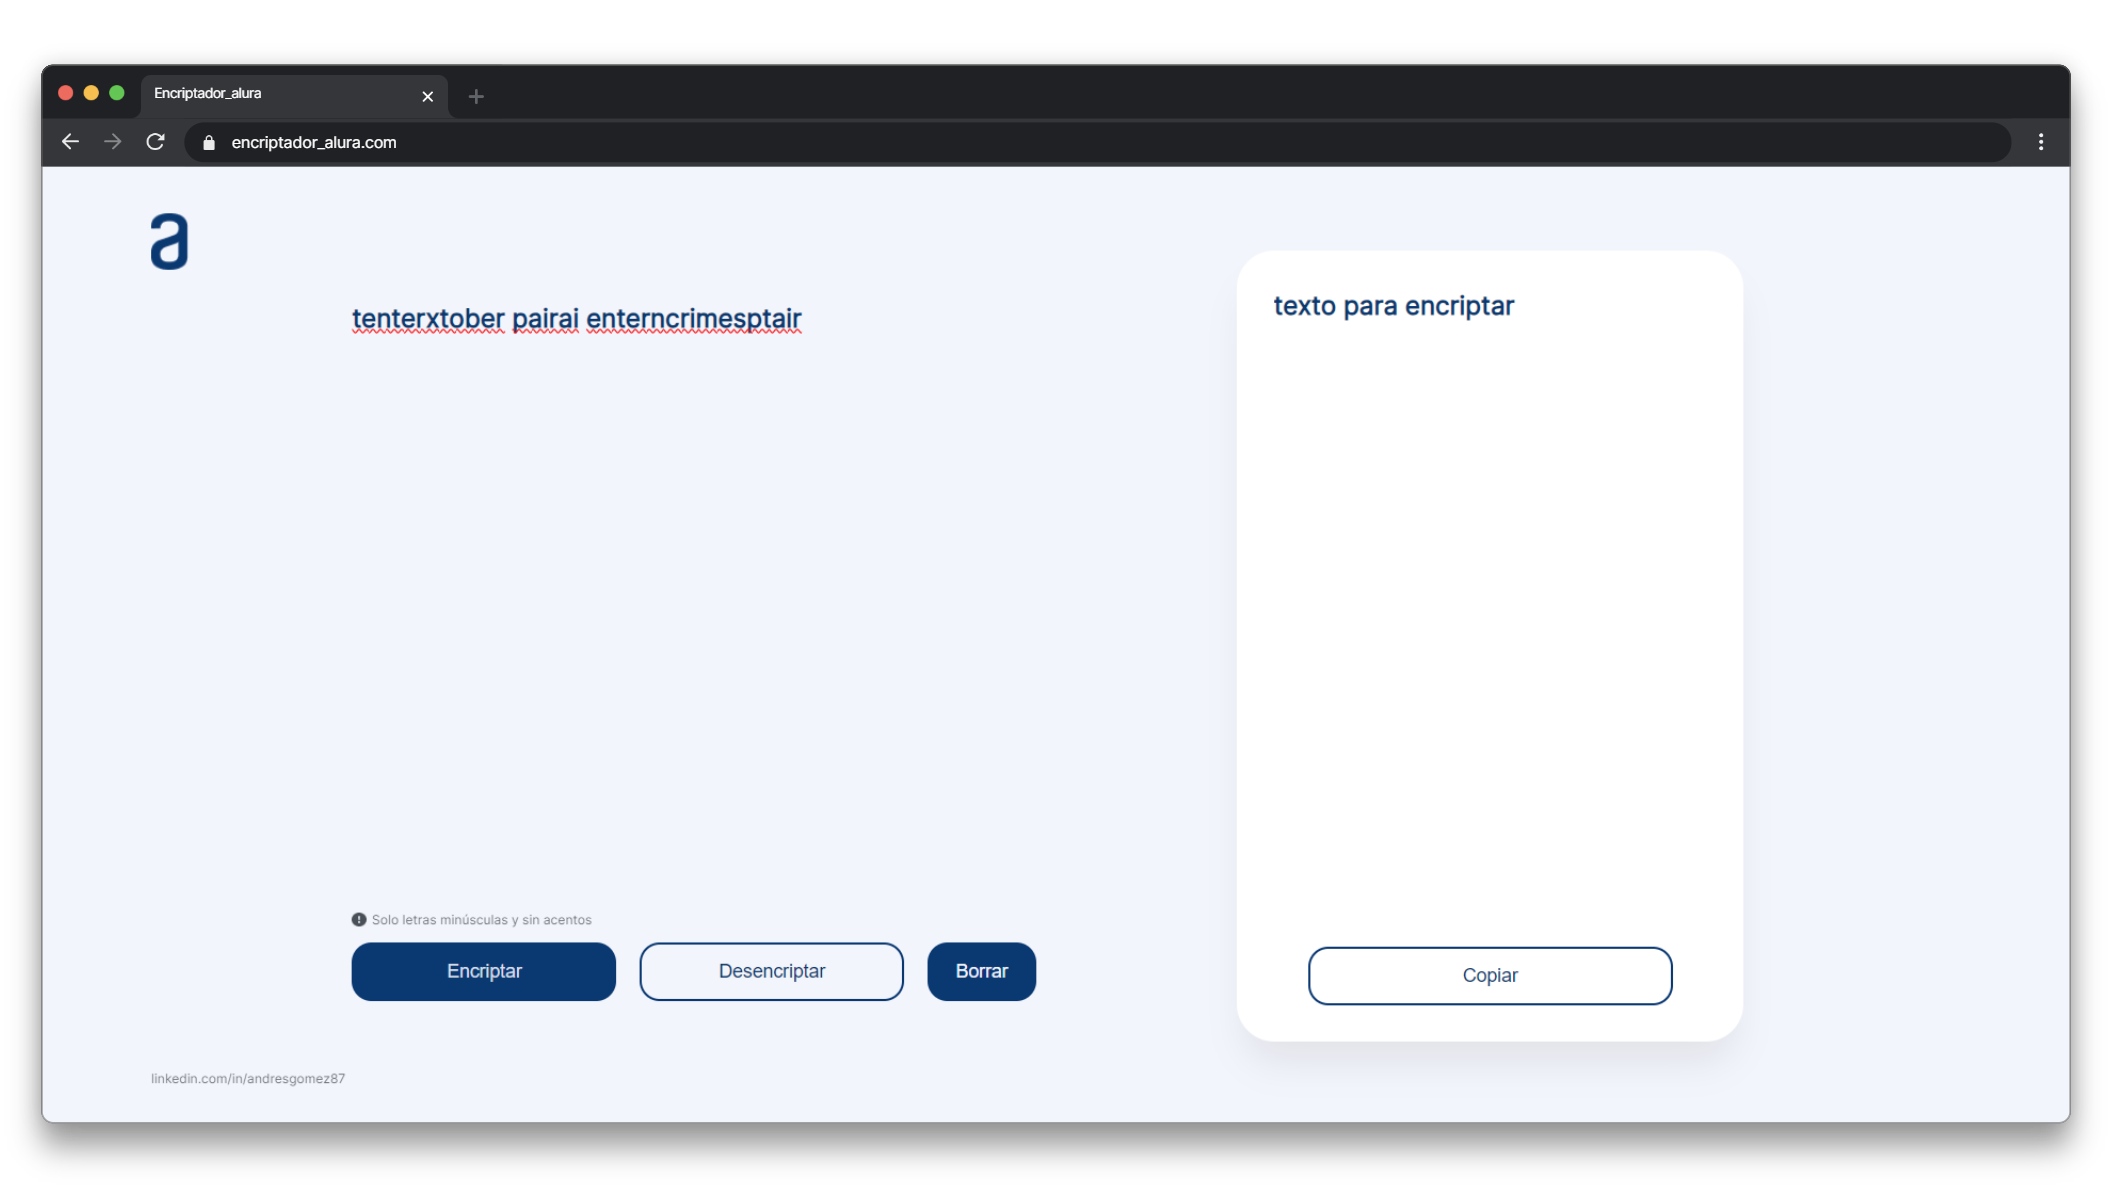 Encriptador_alura
encriptador_alura.com
a
tenterxtober pairai enterncrimesptair
texto para encriptar
Solo letras minúsculas y sin acentos
Encriptar
Desencriptar
Borrar
Copiar
linkedin.com/in/andresgomez87